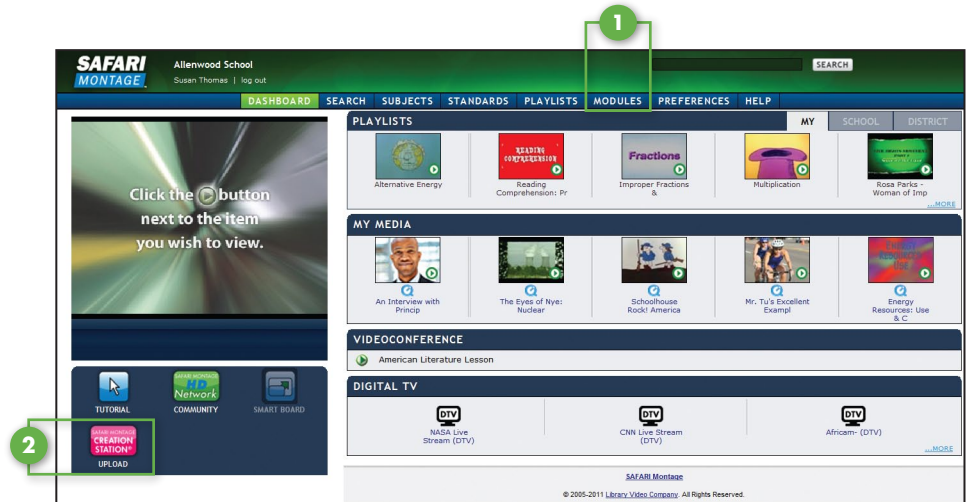 1
SAFARI
MONTAGE
Allenwood School
Susan Thomas | log out
SEARCH
DASHBOARD SEARCH SUBJECTS STANDARDS PLAYLISTS MODULES PREFERENCES HELP
Click the button
next to the item
you wish to view.
PLAYLISTS
MY SCHOOL DISTRICT
READING
COMPREHENSION
Fractions
Alternative Energy
Reading
Comprehension: Pr
Improper Fractions
&
Multiplication
Rosa Parks -
Woman of Imp
...MORE
MY MEDIA
ENERGY
RESOURCES:
USE
An Interview with
Princip
The Eyes of Nye:
Nuclear
Schoolhouse
Rock! America
Mr. Tu's Excellent
Exampl
Energy
Resources: Use
& C
VIDEOCONFERENCE
American Literature Lesson
DIGITAL TV
DTV
NASA Live
Stream (DTV)
DTV
CNN Live Stream
(DTV)
DTV
Africam- (DTV)
...MORE
TUTORIAL
SAFARI MONTAGE
HD
Network
COMMUNITY
SMART BOARD
2
SAFARI MONTAGE
CREATION
STATION®
UPLOAD
SAFARI Montage
© 2005-2011 Library Video Company. All Rights Reserved.